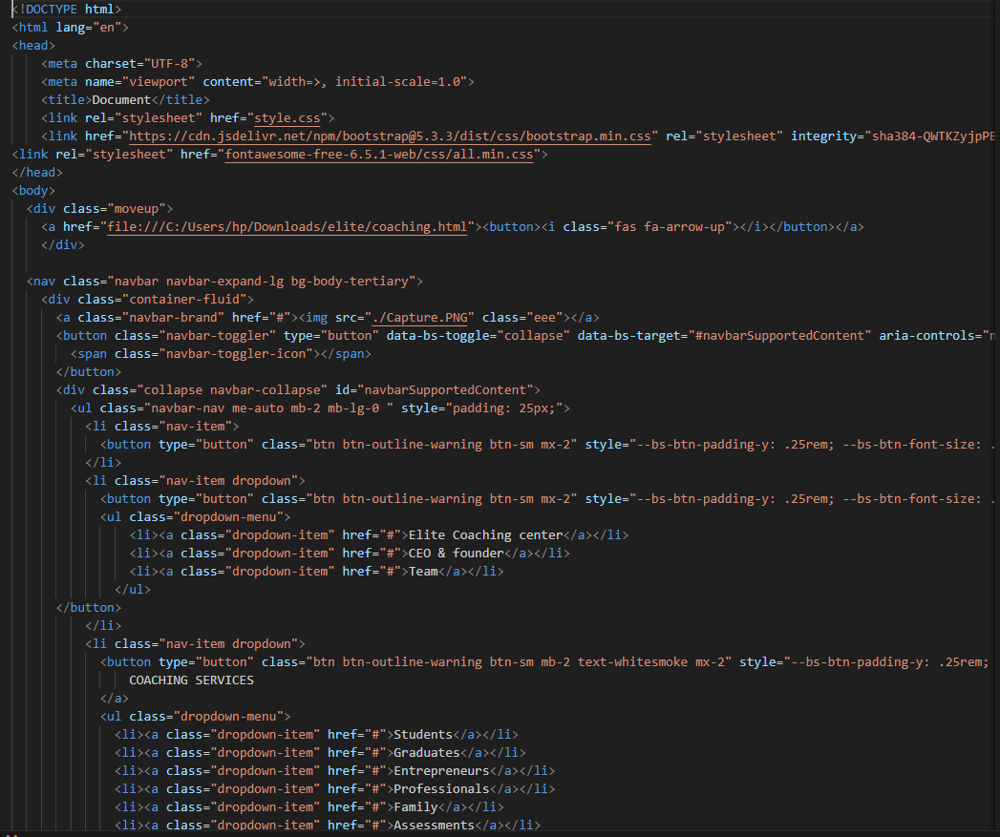 <!DOCTYPE html>
<html lang="en">
<head>
    <meta charset="UTF-8">
    <meta name="viewport" content="width=>, initial-scale=1.0">
    <title>Document</title>
    <link rel="stylesheet" href="style.css">
    <link href="https://cdn.jsdelivr.net/npm/bootstrap@5.3.3/dist/css/bootstrap.min.css" rel="stylesheet" integrity="sha384-QWTKZyjpPE
<link rel="stylesheet" href="fontawesome-free-6.5.1-web/css/all.min.css">
</head>
<body>
  <div class="moveup">
    <a href="file:///C:/Users/hp/Downloads/elite/coaching.html"><button><i class="fas fa-arrow-up"></i></button></a>
    </div>
  <nav class="navbar navbar-expand-lg bg-body-tertiary">
    <div class="container-fluid">
      <a class="navbar-brand" href="#"><img src="./Capture.PNG" class="eee"></a>
      <button class="navbar-toggler" type="button" data-bs-toggle="collapse" data-bs-target="#navbarSupportedContent" aria-controls="n
        <span class="navbar-toggler-icon"></span>
      </button>
      <div class="collapse navbar-collapse" id="navbarSupportedContent">
        <ul class="navbar-nav me-auto mb-2 mb-lg-0 " style="padding: 25px;">
          <li class="nav-item">
            <button type="button" class="btn btn-outline-warning btn-sm mx-2" style="--bs-btn-padding-y: .25rem; --bs-btn-font-size: .
          </li>
          <li class="nav-item dropdown">
            <button type="button" class="btn btn-outline-warning btn-sm mx-2" style="--bs-btn-padding-y: .25rem; --bs-btn-font-size: .
            <ul class="dropdown-menu">
                <li><a class="dropdown-item" href="#">Elite Coaching center</a></li>
                <li><a class="dropdown-item" href="#">CEO & founder</a></li>
                <li><a class="dropdown-item" href="#">Team</a></li>
              </ul>
      </button>
          </li>
          <li class="nav-item dropdown">
            <button type="button" class="btn btn-outline-warning btn-sm mb-2 text-whitesmoke mx-2" style="--bs-btn-padding-y: .25rem;
                COACHING SERVICES
            </a>
            <ul class="dropdown-menu">
              <li><a class="dropdown-item" href="#">Students</a></li>
              <li><a class="dropdown-item" href="#">Graduates</a></li>
              <li><a class="dropdown-item" href="#">Entrepreneurs</a></li>
              <li><a class="dropdown-item" href="#">Professionals</a></li>
              <li><a class="dropdown-item" href="#">Family</a></li>
              <li><a class="dropdown-item" href="#">Assessments</a></li>